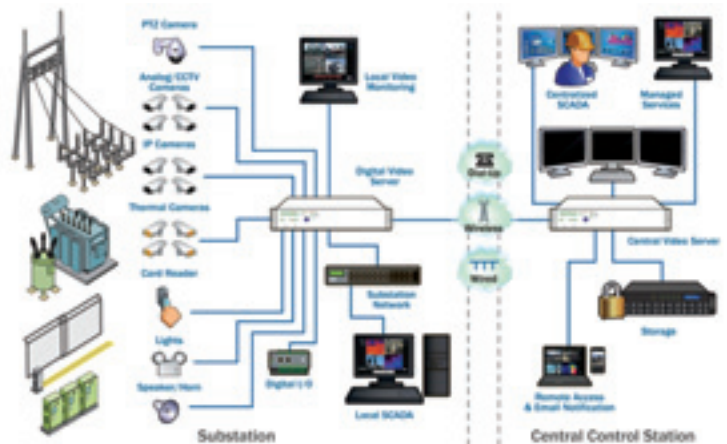 PTZ Camera
Analog/CCTV
Cameras
IP Cameras
Thermal Cameras
Card Reader
Lights
Speaker/Horn
Local Video
Monitoring
Digital Video
Server
Substation
Network
Digital I/O
Local SCADA
Substation
Dial-up
Wireless
Wired
Centralized
SCADA
Managed
Services
Central Video Server
Storage
Remote Access
& Email Notification
Central Control Station